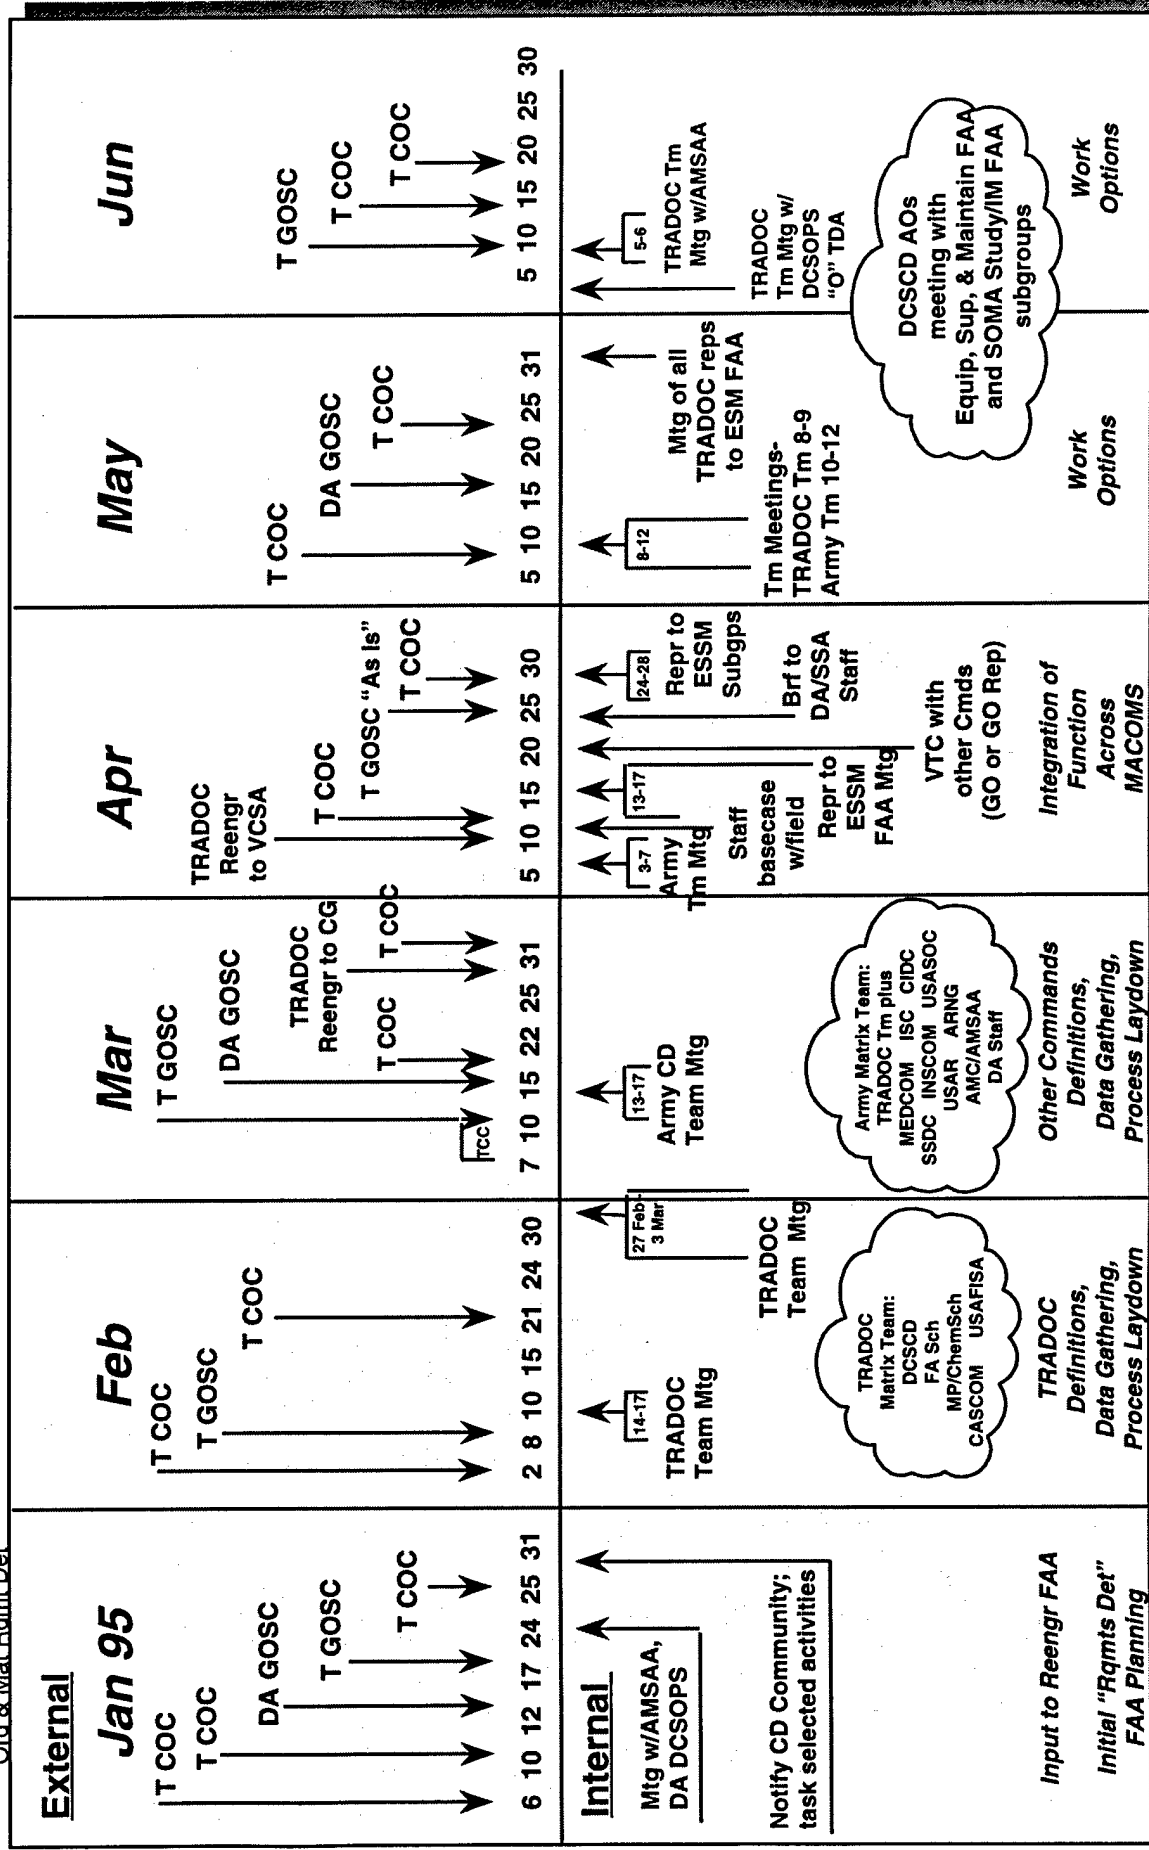 External
Jan 95
T COC
T COC
DA GOSC
T GOSC
T COC
6 10 12 17 24 25 31
Feb
T COC
T GOSC
T COC
2 8 10 15 21 24 30
Mar
T GOSC
DA GOSC
TRADOC
Reengr to CG
T COC
T COC
TCC
7 10 15 22 25 31
Apr
TRADOC
Reengr
to VCSA
T COC
T GOSC "As Is"
T COC
5 10 15 20 25 30
May
T COC
DA GOSC
T COC
5 10 15 20 25 31
Jun
T GOSC
T COC
T COC
5 10 15 20 25 30
Internal
Mtg w/AMSAA,
DA DCSOPS
Notify CD Community;
task selected activities
Input to Reengr FAA
Initial "Rqmts Det"
FAA Planning
14-17
TRADOC
Team Mtg
27 Feb-
3 Mar
TRADOC
Team Mtg
TRADOC
Matrix Team:
DCSCD
FA Sch
MP/ChemSch
CASCOM USAFISA
TRADOC
Definitions,
Data Gathering,
Process Laydown
13-17
Army CD
Team Mtg
Army Matrix Team:
TRADOC Tm plus
MEDCOM ISC CIDC
SSDC INSCOM USASOC
USAR ARNG
AMC/AMSAA
DA Staff
Other Commands
Definitions,
Data Gathering,
Process Laydown
3-7
Army
Tm Mtg
Staff
basecase
w/field
13-17
Repr to
ESSM
FAA Mtg
VTC with
other Cmds
(GO or GO Rep)
Brf to
DA/SSA
Staff
24-28
Repr to
ESSM
Subgps
Integration of
Function
Across
MACOMS
8-12
Tm Meetings-
TRADOC Tm 8-9
Army Tm 10-12
Mtg of all
TRADOC reps
to ESM FAA
Work
Options
TRADOC
Tm Mtg w/
DCSOPS
"O" TDA
5-6
TRADOC Tm
Mtg w/AMSAA
DCSCD AOs
meeting with
Equip, Sup, & Maintain FAA
and SOMA Study/IM FAA
subgroups
Work
Options